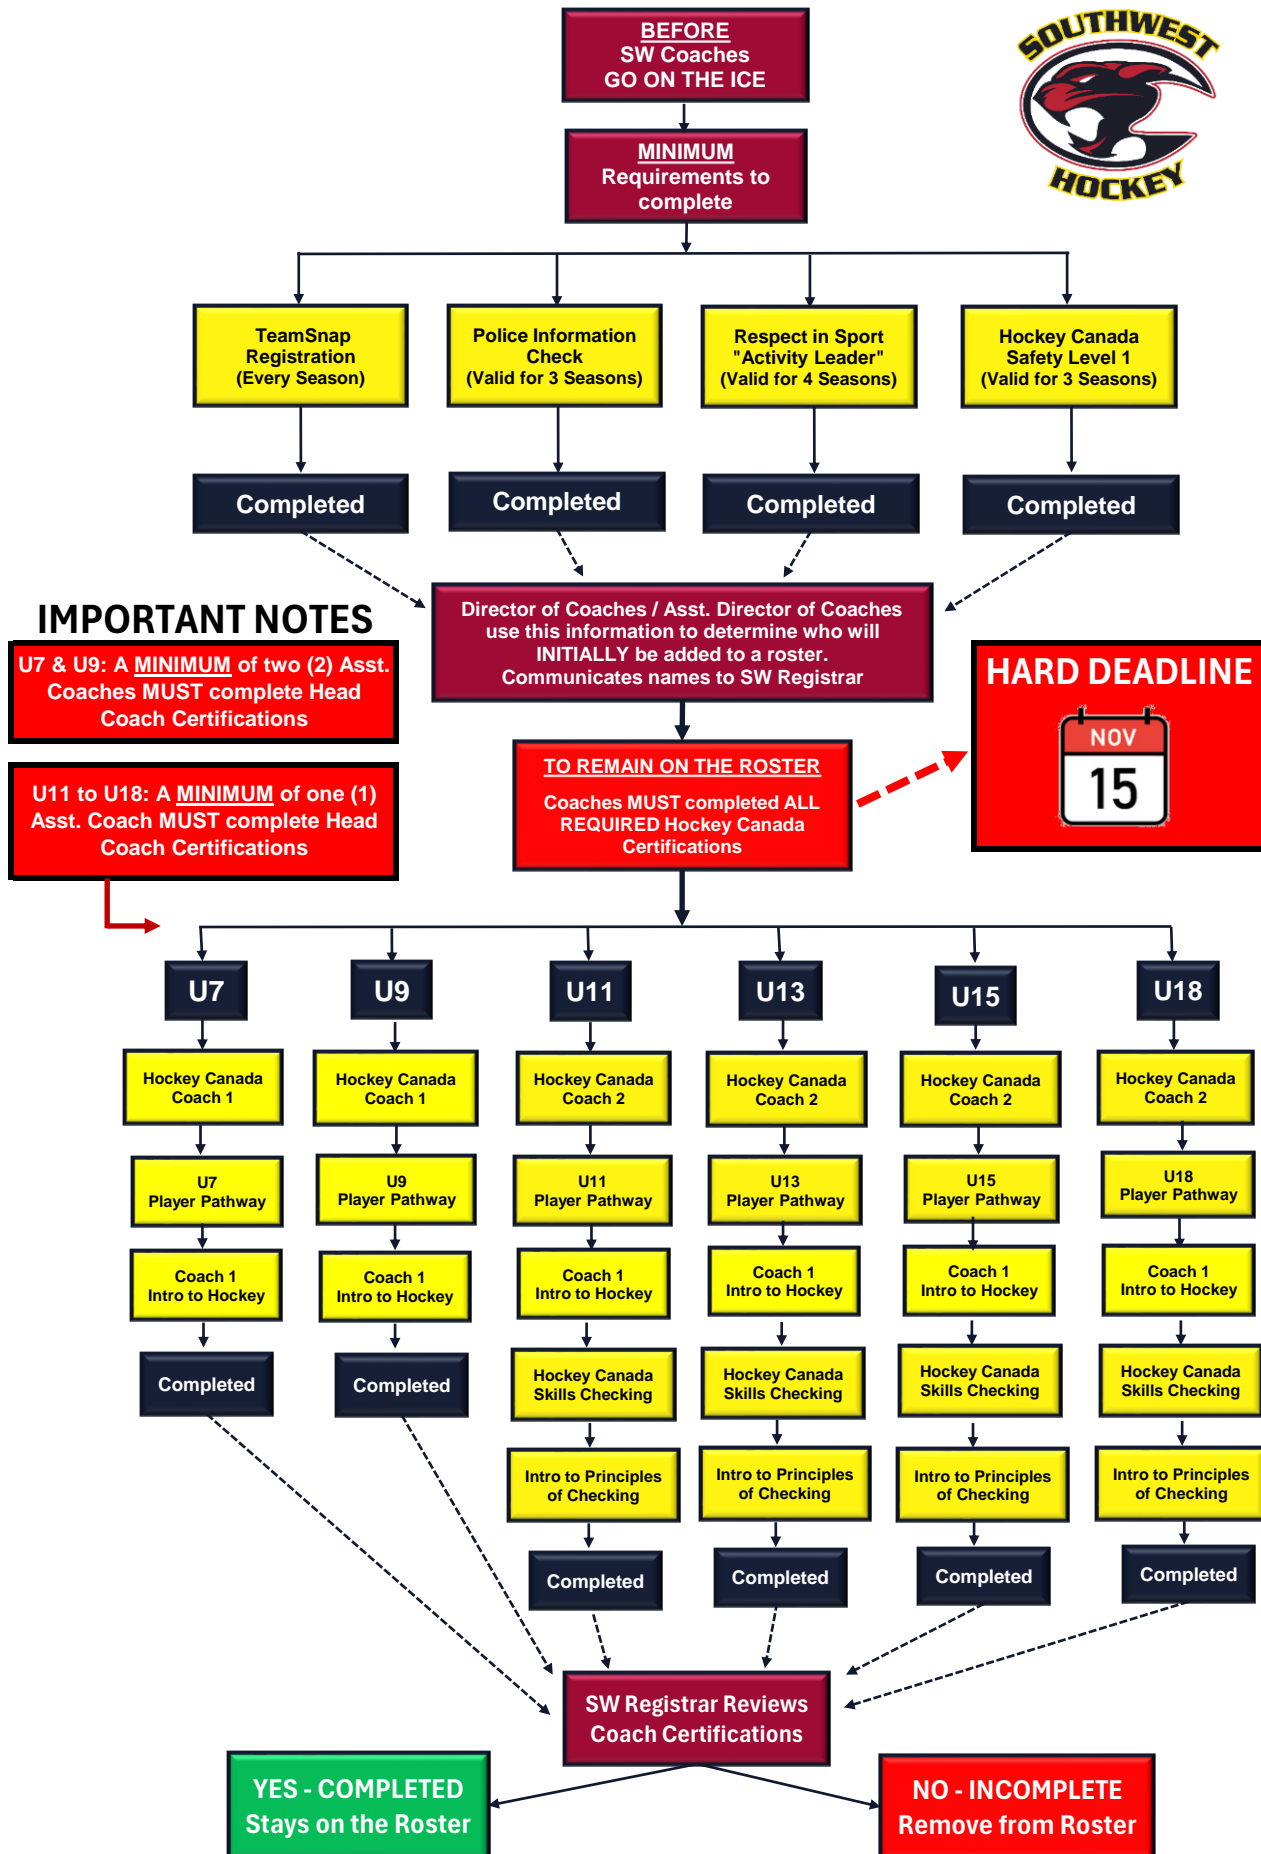 BEFORE
SW Coaches
GO ON THE ICE
SOUTHWEST
HOCKEY
MINIMUM
Requirements to
complete
TeamSnap
Registration
(Every Season)
Police Information
Check
(Valid for 3 Seasons)
Respect in Sport
"Activity Leader"
(Valid for 4 Seasons)
Hockey Canada
Safety Level 1
(Valid for 3 Seasons)
Completed
Completed
Completed
Completed
Director of Coaches / Asst. Director of Coaches
use this information to determine who will
INITIALLY be added to a roster.
Communicates names to SW Registrar
IMPORTANT NOTES
U7 & U9: A MINIMUM of two (2) Asst.
Coaches MUST complete Head
Coach Certifications
U11 to U18: A MINIMUM of one (1)
Asst. Coach MUST complete Head
Coach Certifications
TO REMAIN ON THE ROSTER
Coaches MUST completed ALL
REQUIRED Hockey Canada
Certifications
HARD DEADLINE
NOV
15
U7
U9
U11
U13
U15
U18
Hockey Canada
Coach 1
Hockey Canada
Coach 1
Hockey Canada
Coach 2
Hockey Canada
Coach 2
Hockey Canada
Coach 2
Hockey Canada
Coach 2
U7
Player Pathway
U9
Player Pathway
U11
Player Pathway
U13
Player Pathway
U15
Player Pathway
U18
Player Pathway
Coach 1
Intro to Hockey
Coach 1
Intro to Hockey
Coach 1
Intro to Hockey
Coach 1
Intro to Hockey
Coach 1
Intro to Hockey
Coach 1
Intro to Hockey
Completed
Completed
Hockey Canada
Skills Checking
Hockey Canada
Skills Checking
Hockey Canada
Skills Checking
Hockey Canada
Skills Checking
Intro to Principles
of Checking
Intro to Principles
of Checking
Intro to Principles
of Checking
Intro to Principles
of Checking
Completed
Completed
Completed
Completed
SW Registrar Reviews
Coach Certifications
YES - COMPLETED
Stays on the Roster
NO - INCOMPLETE
Remove from Roster